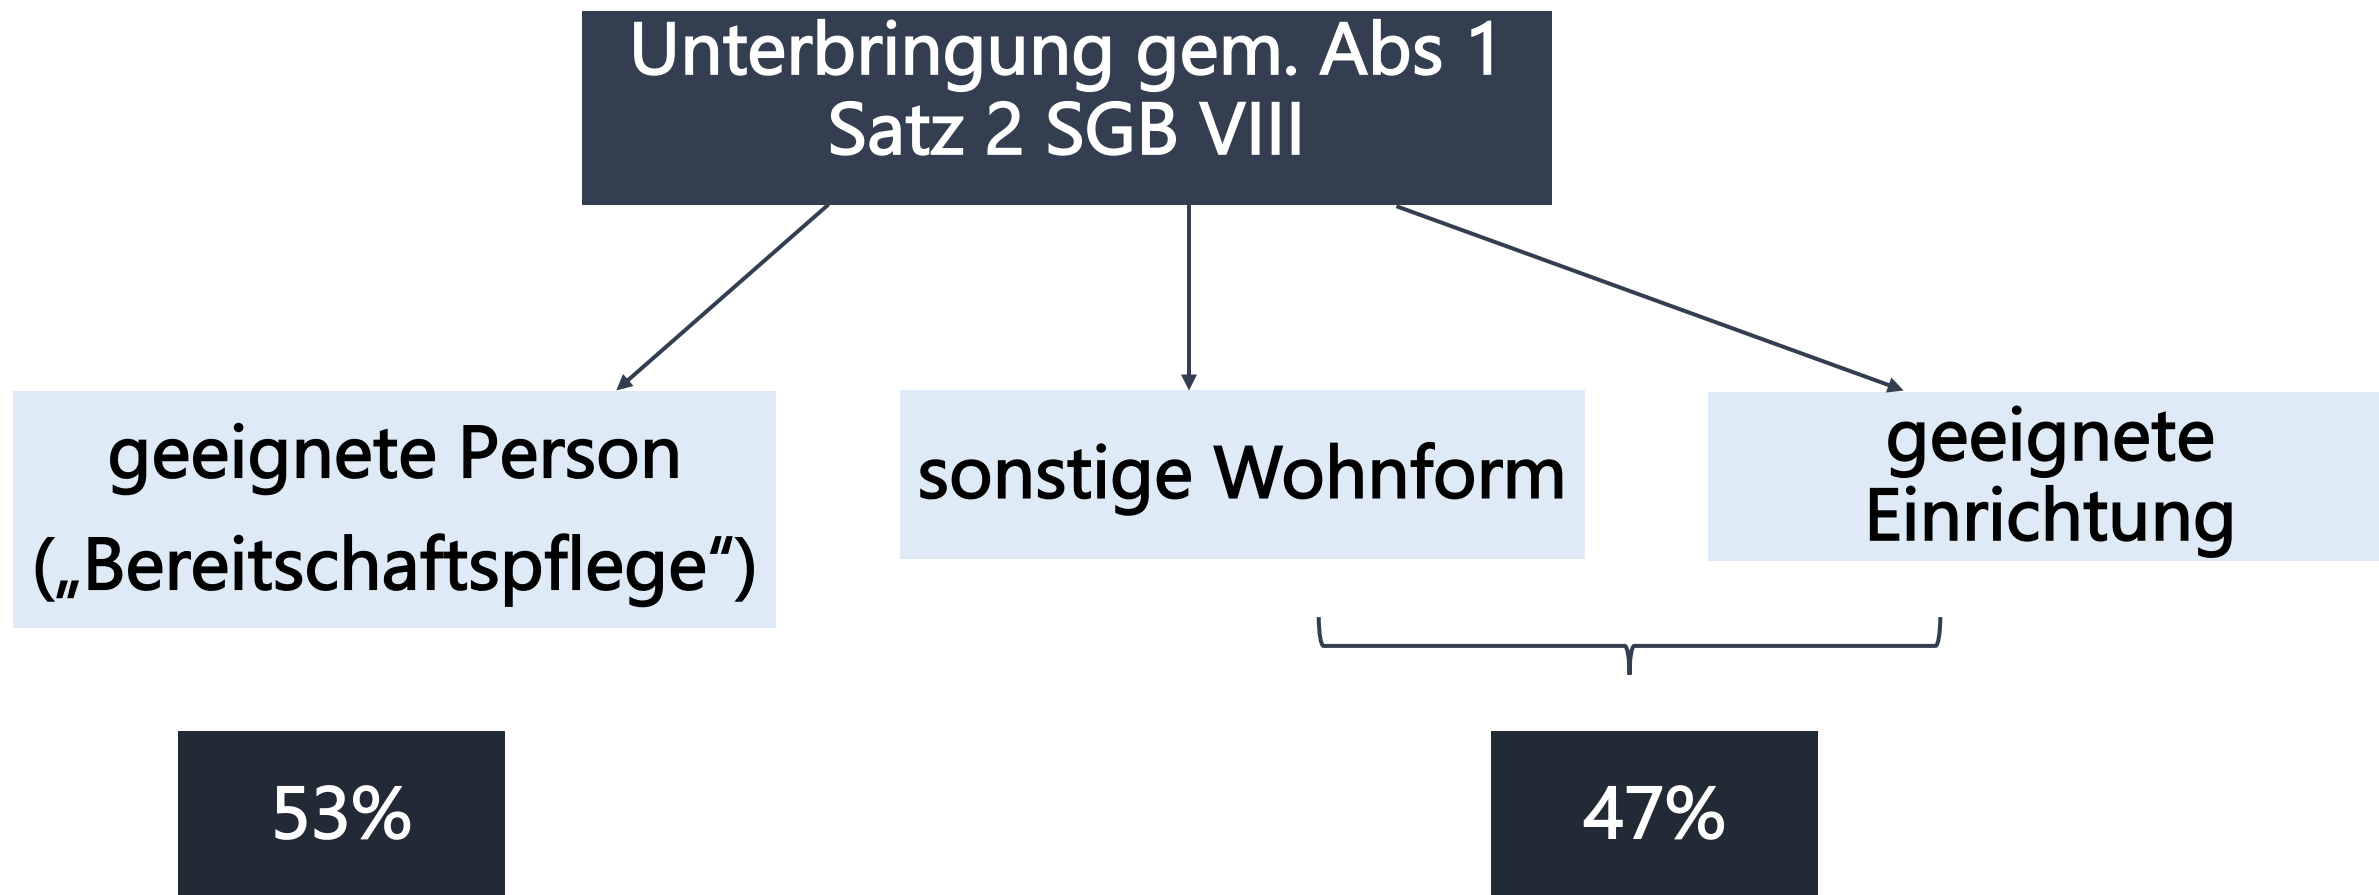 Unterbringung gem. Abs 1
Satz 2 SGB VIII
geeignete Person
(„Bereitschaftspflege“)
sonstige Wohnform
geeignete
Einrichtung
53%
47%